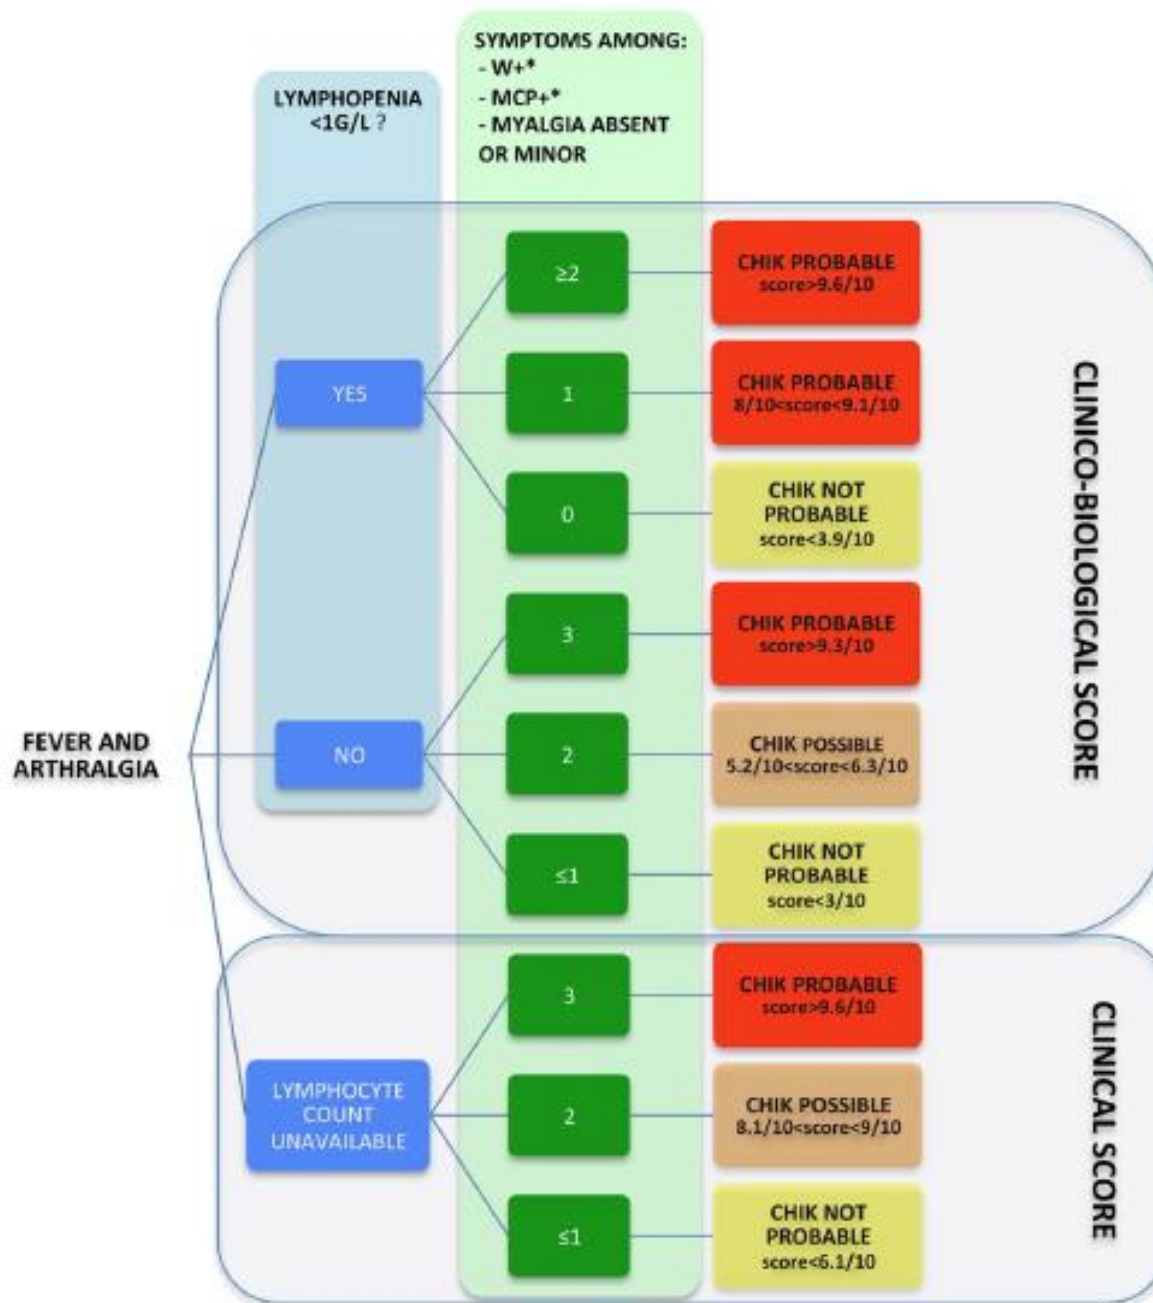 SYMPTOMS AMONG:
- W+*
- MCP+*
- MYALGIA ABSENT
OR MINOR
LYMPHOPENIA
<1G/L ?
≥2
CHIK PROBABLE
score>9.6/10
YES
1
CHIK PROBABLE
8/10<score<9.1/10
0
CHIK NOT
PROBABLE
score<3.9/10
CLINICO-BIOLOGICAL SCORE
3
CHIK PROBABLE
score>9.3/10
FEVER AND
ARTHRALGIA
NO
2
CHIK POSSIBLE
5.2/10<score<6.3/10
≤1
CHIK NOT
PROBABLE
score<3/10
3
CHIK PROBABLE
score>9.6/10
LYMPHOCYTE
COUNT
UNAVAILABLE
2
CHIK POSSIBLE
8.1/10<score<9/10
CLINICAL SCORE
≤1
CHIK NOT
PROBABLE
score<6.1/10